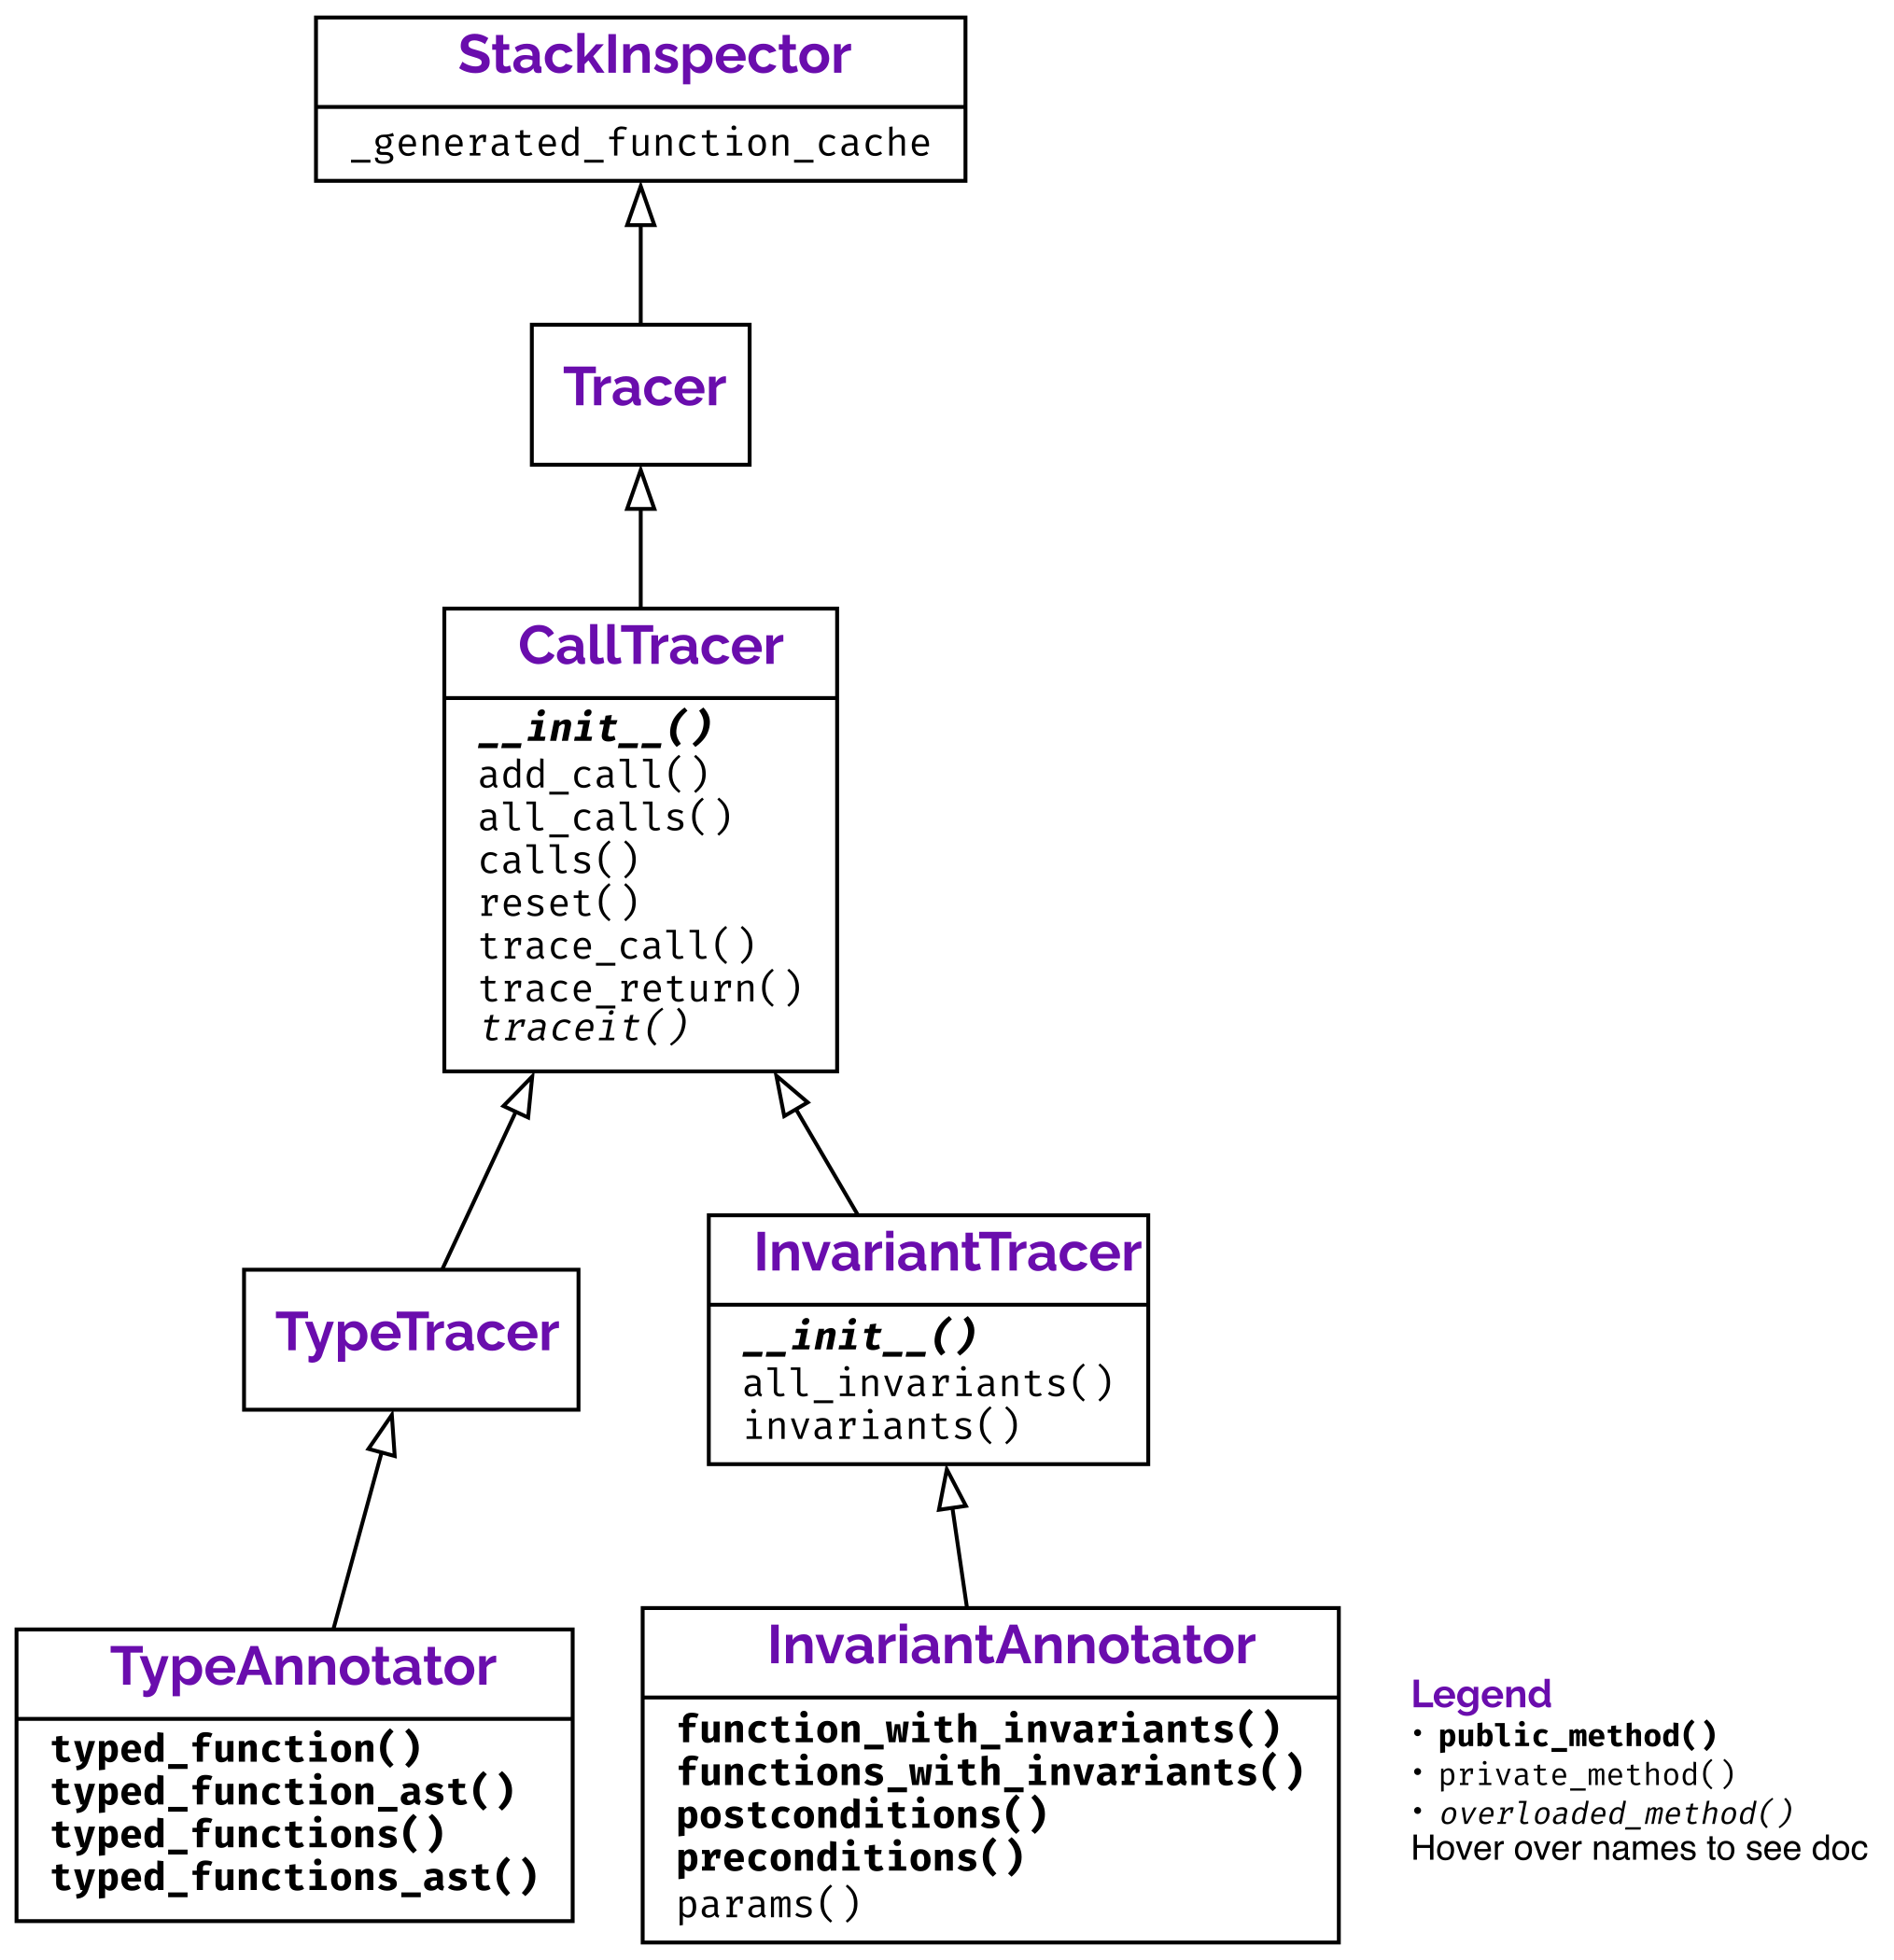 StackInspector
_generated_function_cache
Tracer
CallTracer
__init__()
add_call()
all_calls()
calls()
reset()
trace_call()
trace_return()
traceit()
TypeTracer
InvariantTracer
__init__()
all_invariants()
invariants()
TypeAnnotator
typed_function()
typed_function_ast()
typed_functions()
typed_functions_ast()
InvariantAnnotator
function_with_invariants()
functions_with_invariants()
postconditions()
preconditions()
params()
Legend
• public_method()
• private_method()
• overloaded_method()
Hover over names to see doc